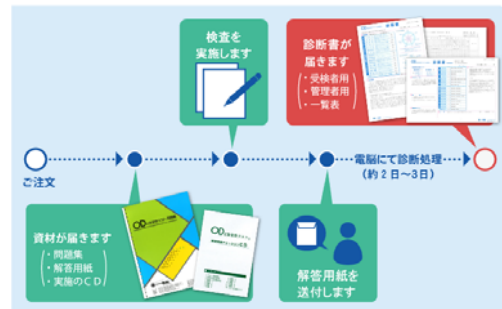 検査を
実施します
診断書が
届きます
・受検者用
・管理者用
・一覧表
ご注文
電脳にて診断処理
(約2日~3日)
資材が届きます
・問題集
・解答用紙
・実施のCD
OD
OD
解答用紙を
送付します